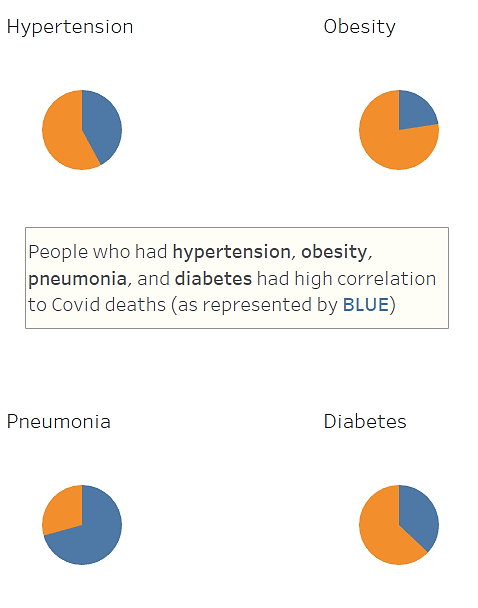 Hypertension
Obesity
People who had hypertension, obesity,
pneumonia, and diabetes had high correlation
to Covid deaths (as represented by BLUE)
Pneumonia
Diabetes